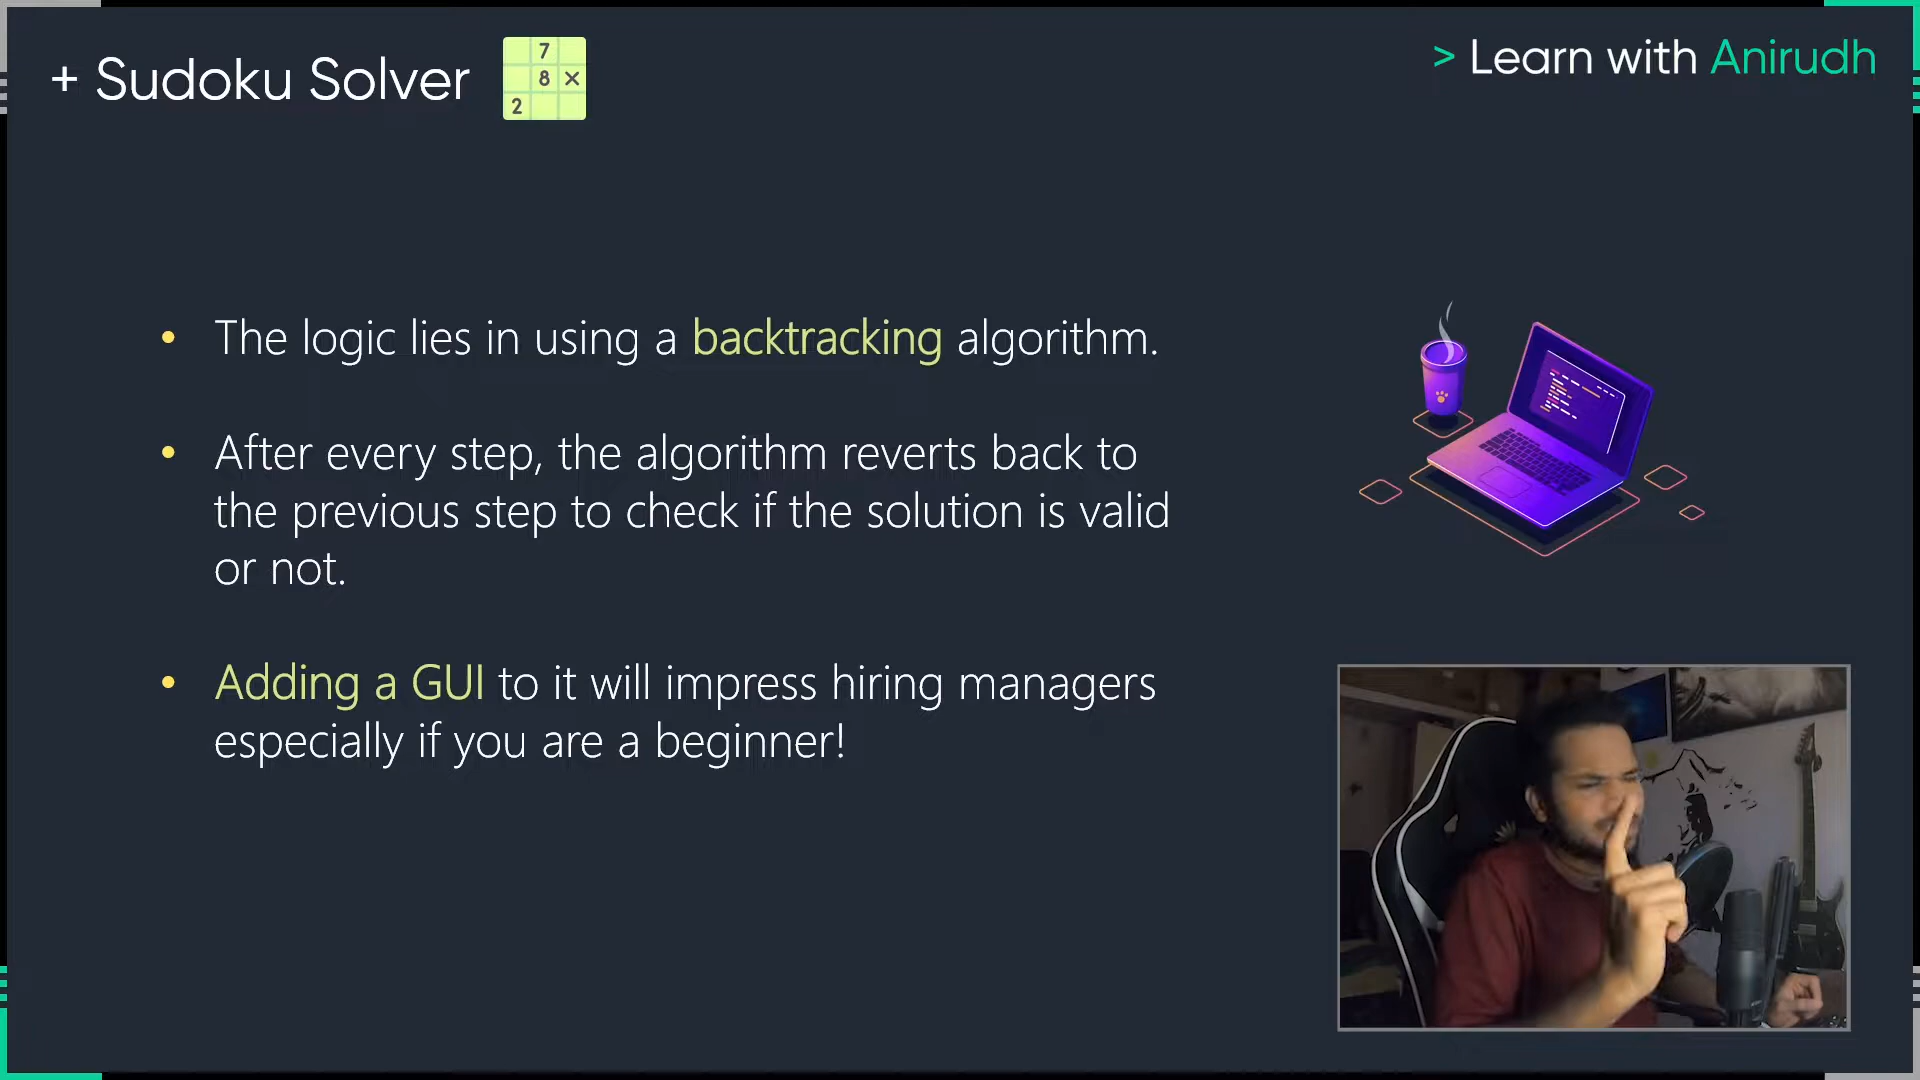 + Sudoku Solver
7
8 ×
2
> Learn with Anirudh
• The logic lies in using a backtracking algorithm.
• After every step, the algorithm reverts back to
the previous step to check if the solution is valid
or not.
• Adding a GUI to it will impress hiring managers
especially if you are a beginner!